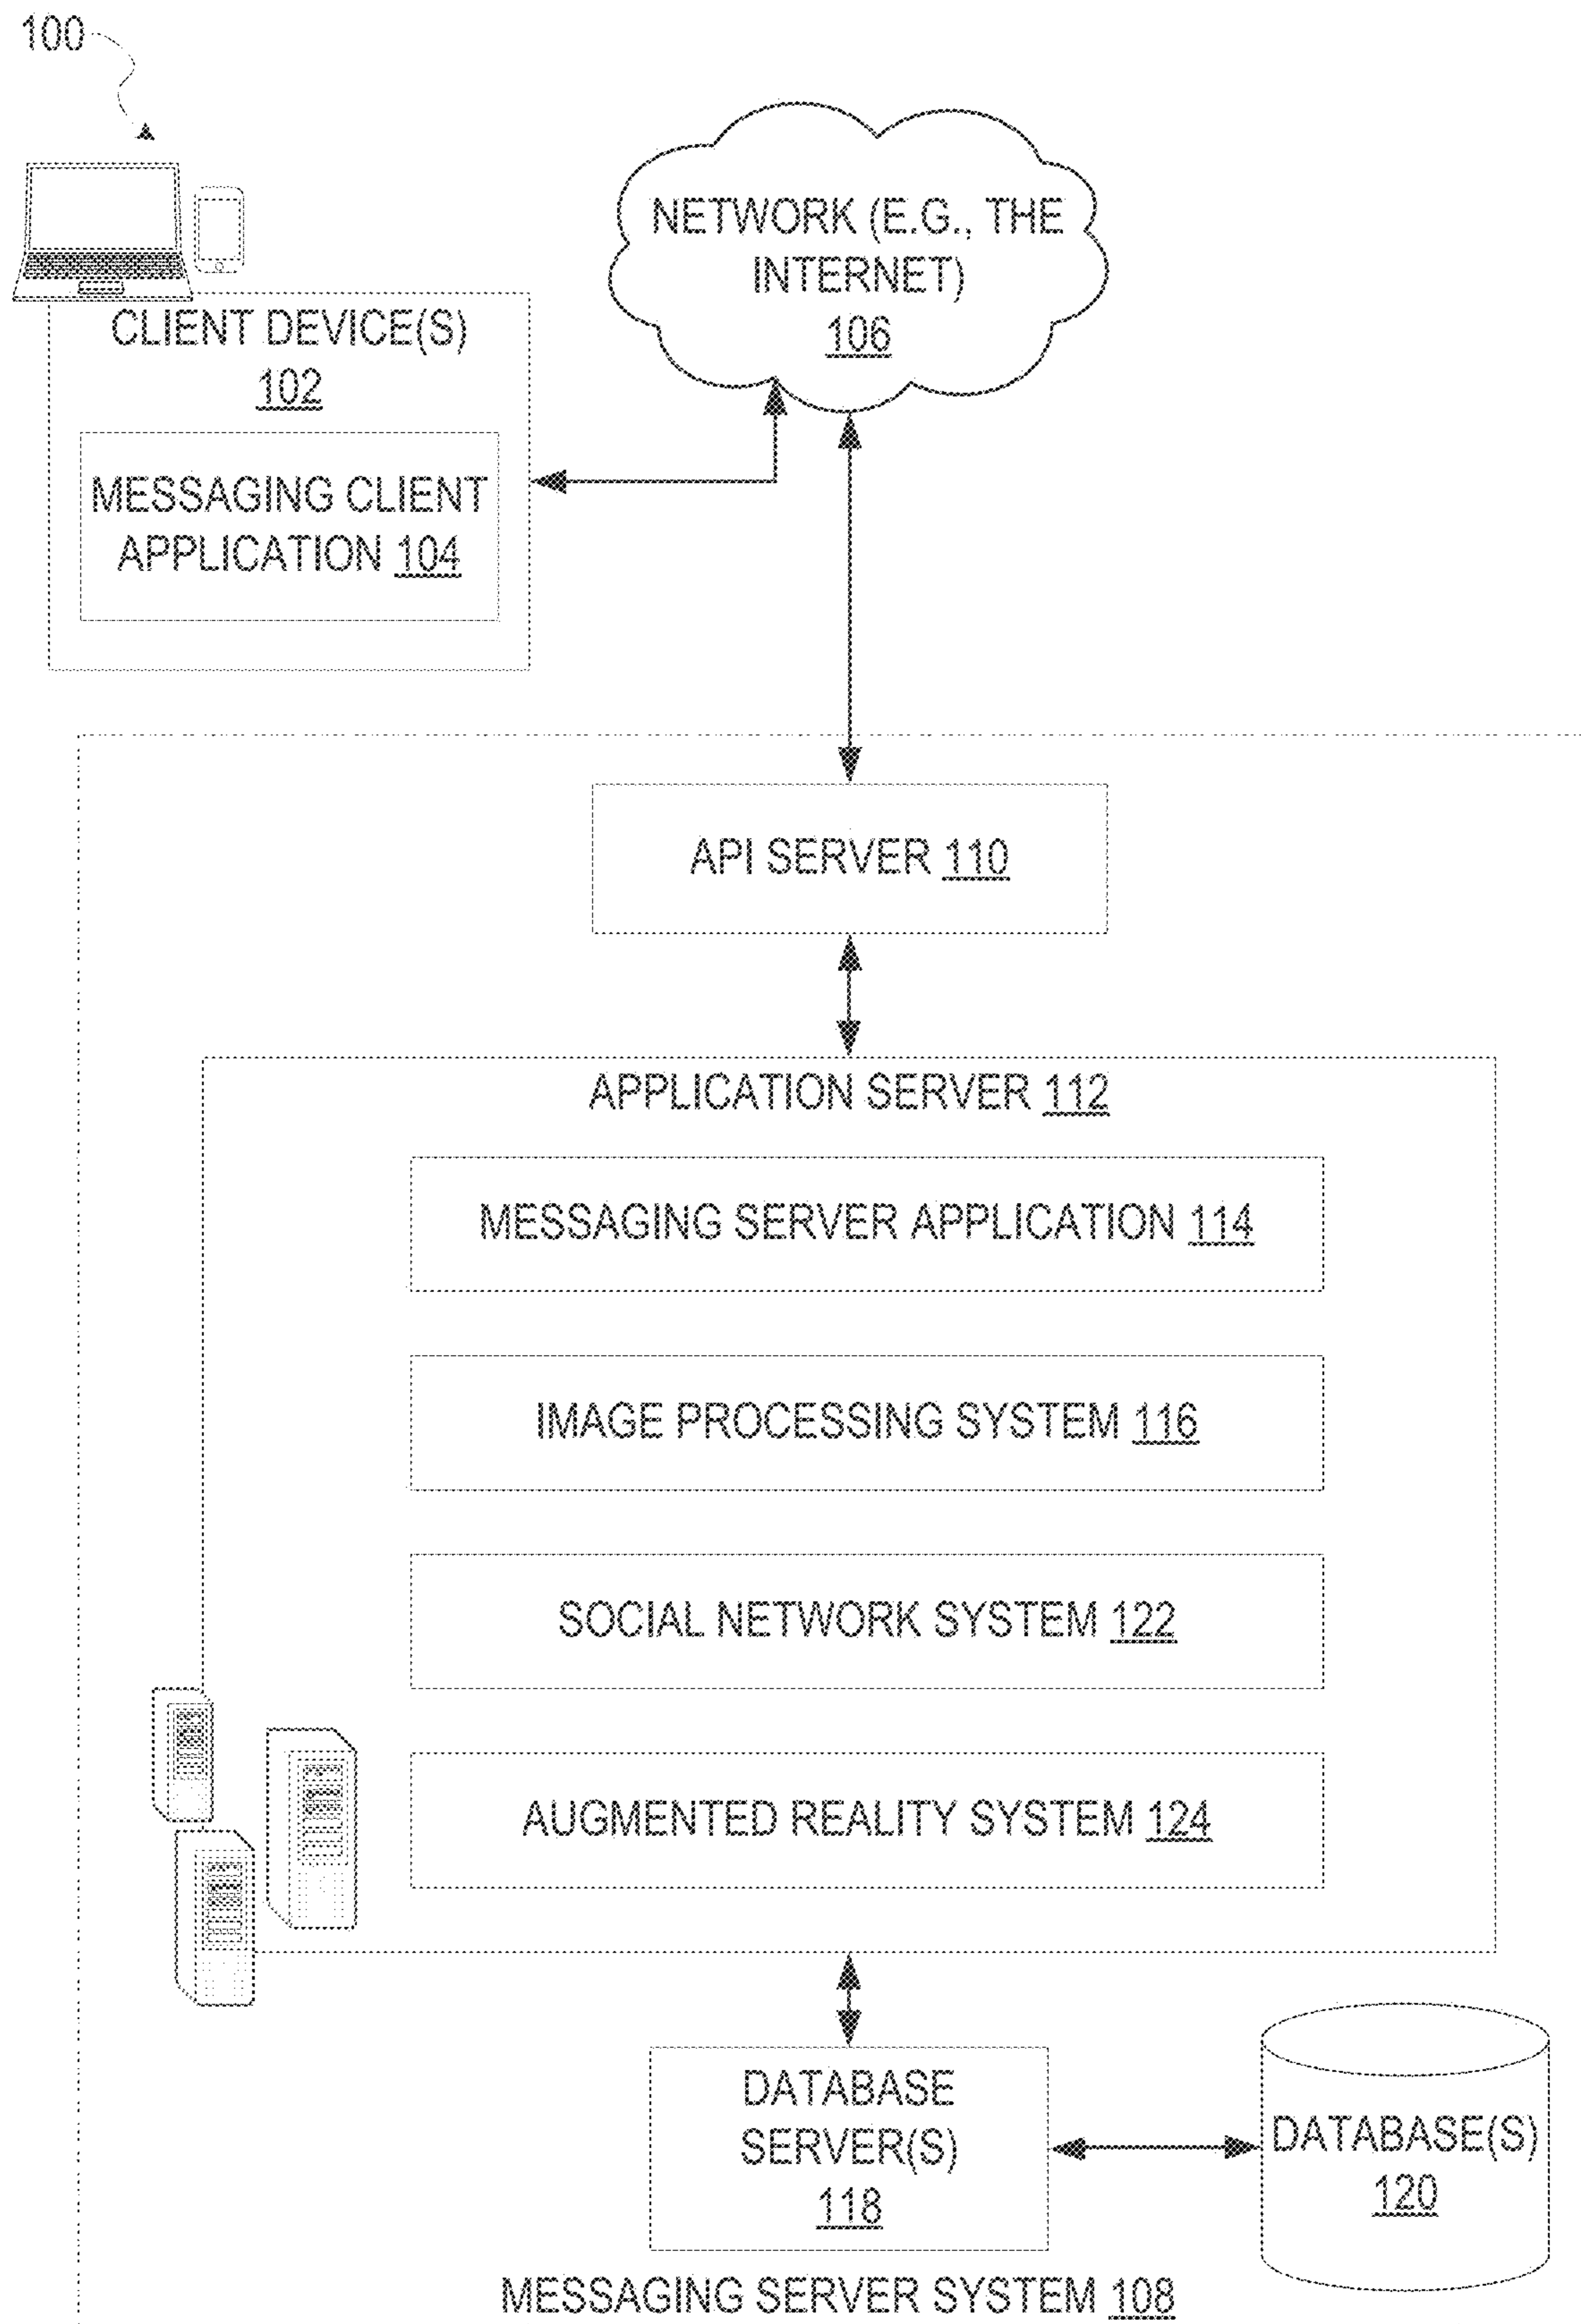 100
NETWORK (E.G., THE
INTERNET)
106
CLIENT DEVICE(S)
102
MESSAGING CLIENT
APPLICATION 104
API SERVER 110
APPLICATION SERVER 112
MESSAGING SERVER APPLICATION 114
IMAGE PROCESSING SYSTEM 116
SOCIAL NETWORK SYSTEM 122
AUGMENTED REALITY SYSTEM 124
DATABASE
SERVER(S)
118
DATABASE(S)
120
MESSAGING SERVER SYSTEM 108